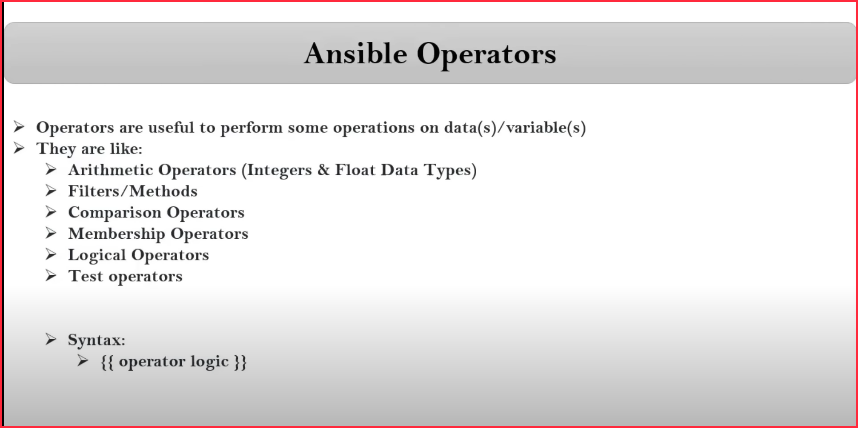 Ansible Operators
Operators are useful to perform some operations on data(s)/variable(s)
They are like:
Arithmetic Operators (Integers & Float Data Types)
Filters/Methods
Comparison Operators
Membership Operators
Logical Operators
Test operators
Syntax:
{{ operator logic }}